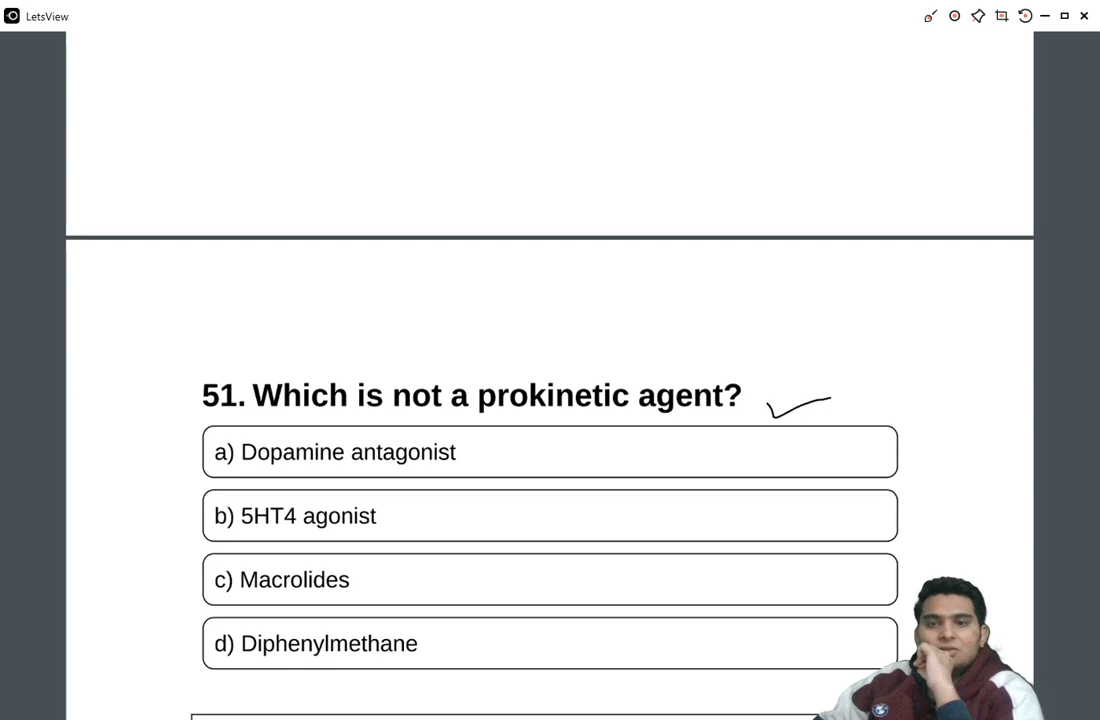 LetsView
51. Which is not a prokinetic agent?
a) Dopamine antagonist
b) 5HT4 agonist
c) Macrolides
d) Diphenylmethane